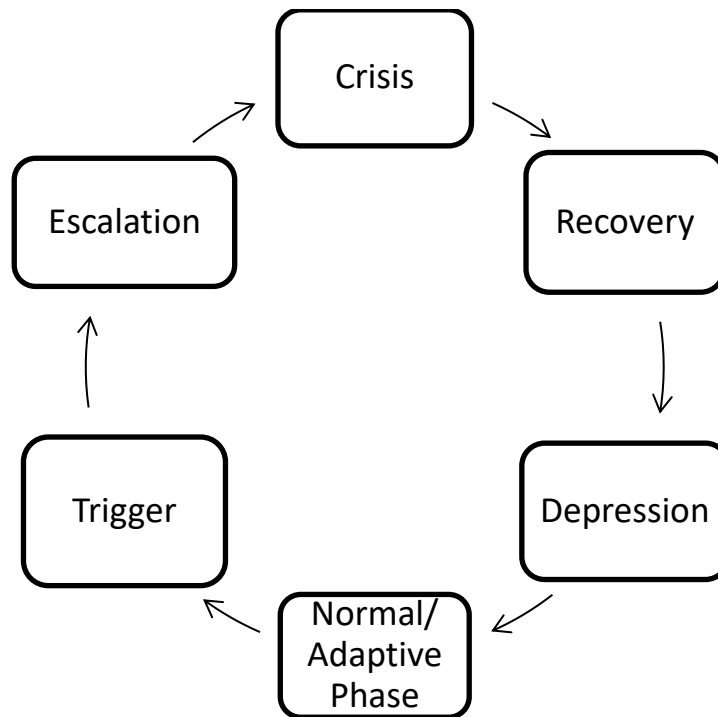 Crisis
Escalation
Recovery
Trigger
Depression
Normal/
Adaptive
Phase